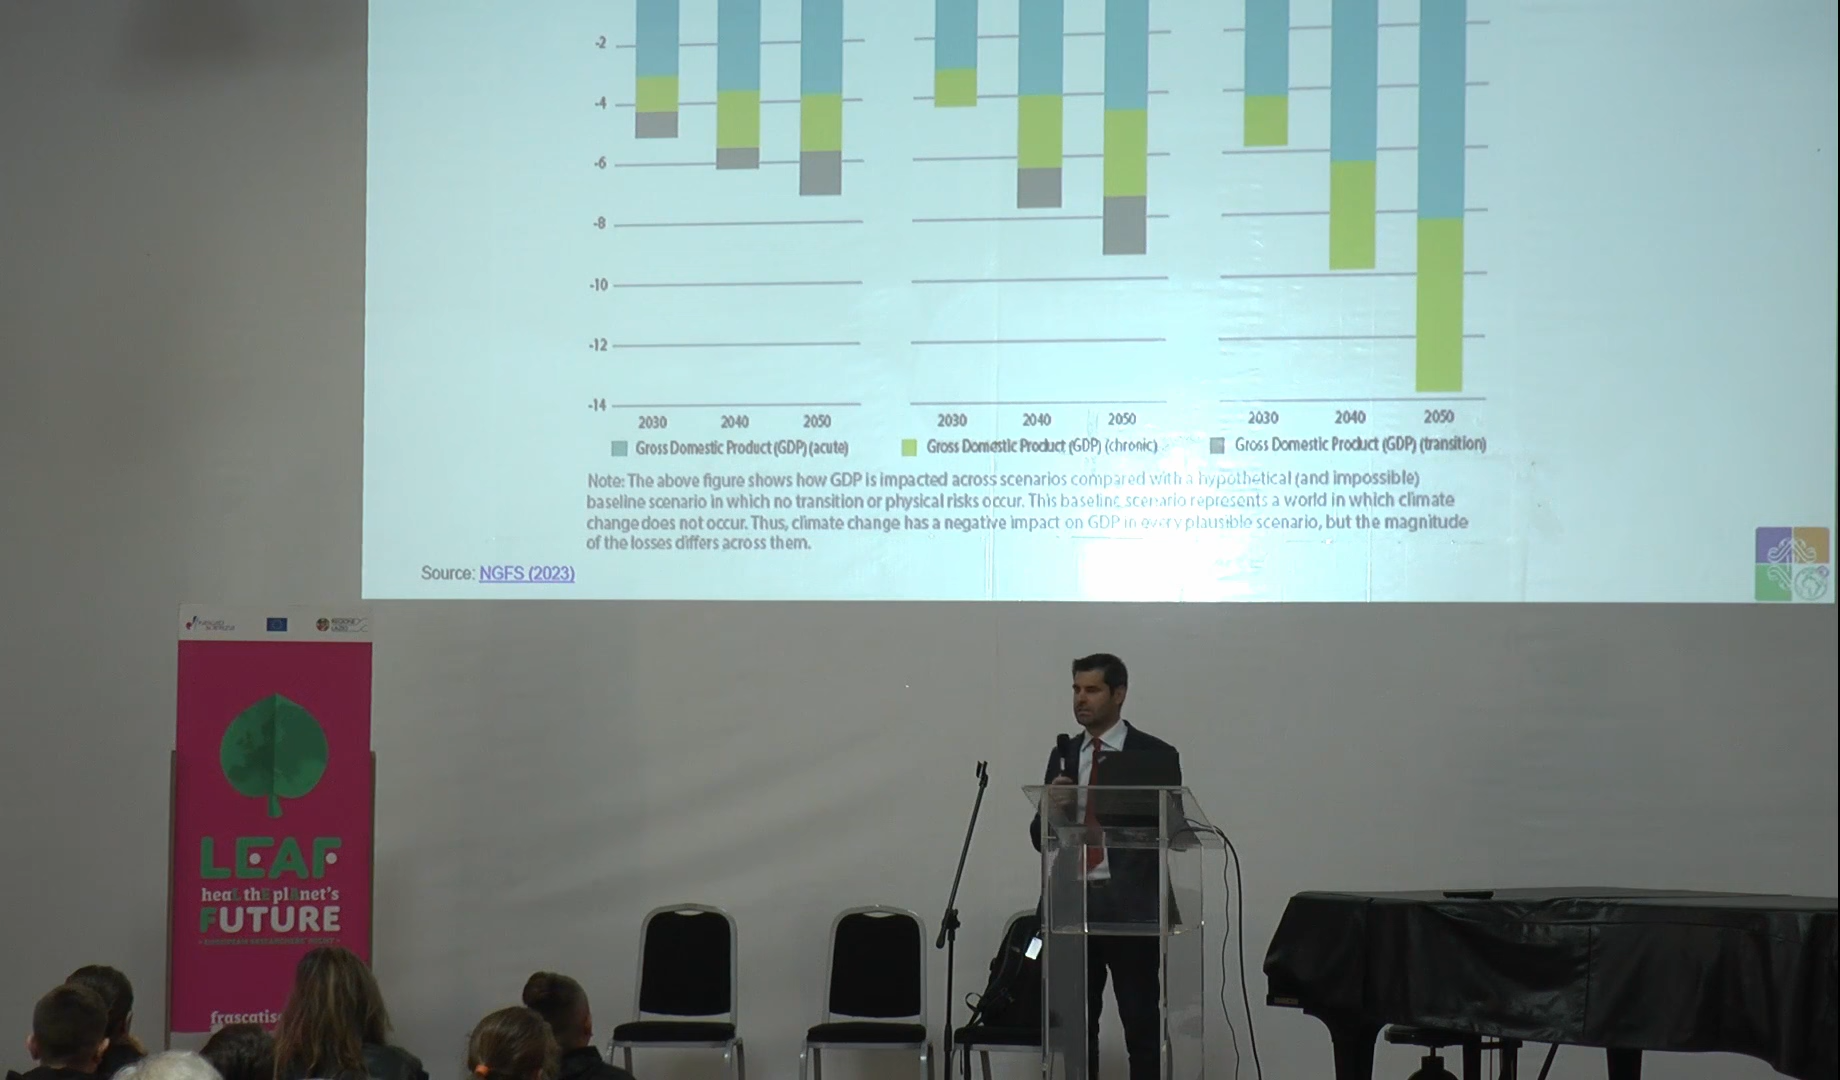 -2
-4
-6
-8
-10
-12
-14
2030 2040 2050 2030 2040 2050 2030 2040 2050
Gross Domestic Product (GDP) (acute) Gross Domestic Product (GDP) (chronic) Gross Domestic Product (GDP) (transition)
Note: The above figure shows how GDP is impacted across scenarios compared with a hypothetical (and impossible)
baseline scenario in which no transition or physical risks occur. This baseline scenario represents a world in which climate
change does not occur. Thus, climate change has a negative impact on GDP in every plausible scenario, but the magnitude
of the losses differs across them.
Source: NGFS (2023)
LEAF
heaL thE plAnet's
FUTURE
frascatis